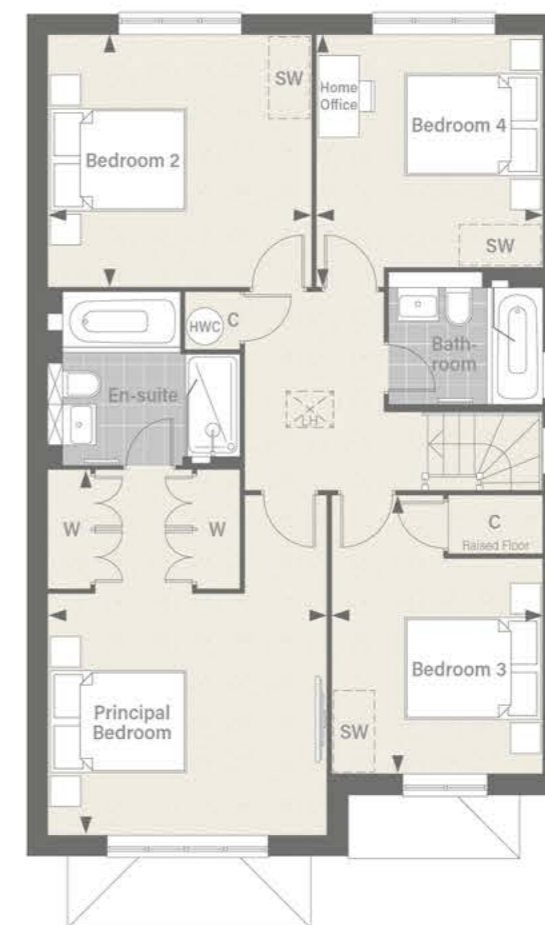 SW
Home
Office
Bedroom 2
Bedroom 4
SW
HWC
C
Bath-
room
En-suite
LH
W
W
C
Raised Floor
Bedroom 3
Principal
Bedroom
SW